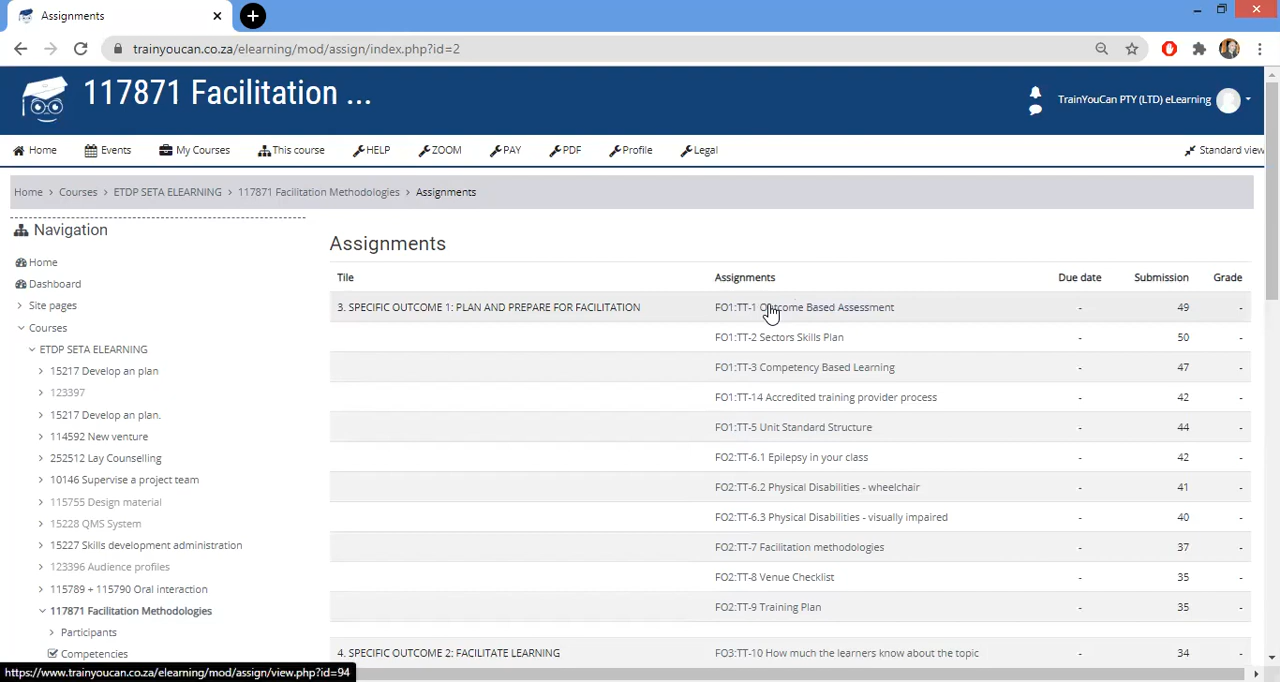 Assignments
trainyoucan.co.za/elearning/mod/assign/index.php?id=2
117871 Facilitation ...
TrainYouCan PTY (LTD) eLearning
Home Events My Courses This course HELP ZOOM PAY PDF Profile Legal Standard view
Home > Courses > ETDP SETA ELEARNING > 117871 Facilitation Methodologies > Assignments
Navigation
Home
Dashboard
Site pages
Courses
ETDP SETA ELEARNING
15217 Develop an plan
123397
15217 Develop an plan.
114592 New venture
252512 Lay Counselling
10146 Supervise a project team
115755 Design material
15228 QMS System
15227 Skills development administration
123396 Audience profiles
115789 + 115790 Oral interaction
117871 Facilitation Methodologies
Participants
Competencies
Assignments
Tile Assignments Due date Submission Grade
3. SPECIFIC OUTCOME 1: PLAN AND PREPARE FOR FACILITATION FO1:TT-1 Outcome Based Assessment - 49 -
FO1:TT-2 Sectors Skills Plan - 50 -
FO1:TT-3 Competency Based Learning - 47 -
FO1:TT-14 Accredited training provider process - 42 -
FO1:TT-5 Unit Standard Structure - 44 -
FO2:TT-6.1 Epilepsy in your class - 42 -
FO2:TT-6.2 Physical Disabilities - wheelchair - 41 -
FO2:TT-6.3 Physical Disabilities - visually impaired - 40 -
FO2:TT-7 Facilitation methodologies - 37 -
FO2:TT-8 Venue Checklist - 35 -
FO2:TT-9 Training Plan - 35 -
4. SPECIFIC OUTCOME 2: FACILITATE LEARNING FO3:TT-10 How much the learners know about the topic - 34 -
https://www.trainyoucan.co.za/elearning/mod/assign/view.php?id=94